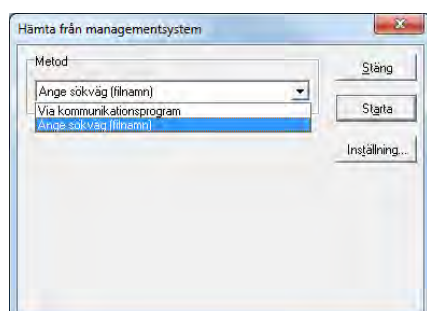 Hämta från managementsystem
Metod
Stäng
Ange sökväg (filnamn)
Starta
Via kommunikationsprogram
Ange sökväg (filnamn)
Inställning...